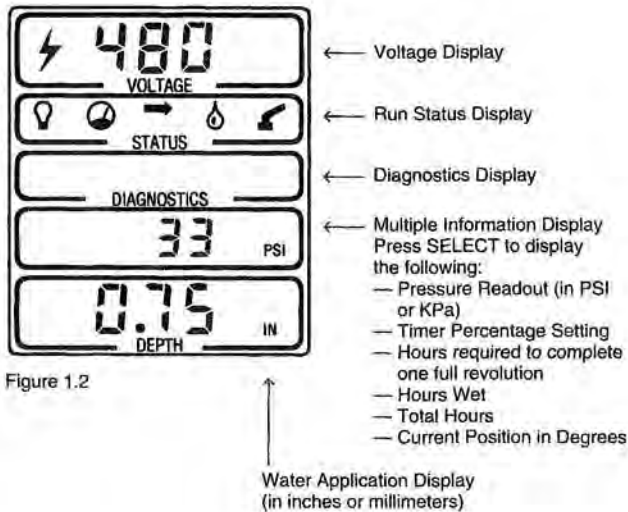 480
VOLTAGE
STATUS
DIAGNOSTICS
33 PSI
0.75 IN
DEPTH
Figure 1.2
Voltage Display
Run Status Display
Diagnostics Display
Multiple Information Display
Press SELECT to display
the following:
— Pressure Readout (in PSI
or KPa)
— Timer Percentage Setting
— Hours required to complete
one full revolution
— Hours Wet
— Total Hours
— Current Position in Degrees
Water Application Display
(in inches or millimeters)